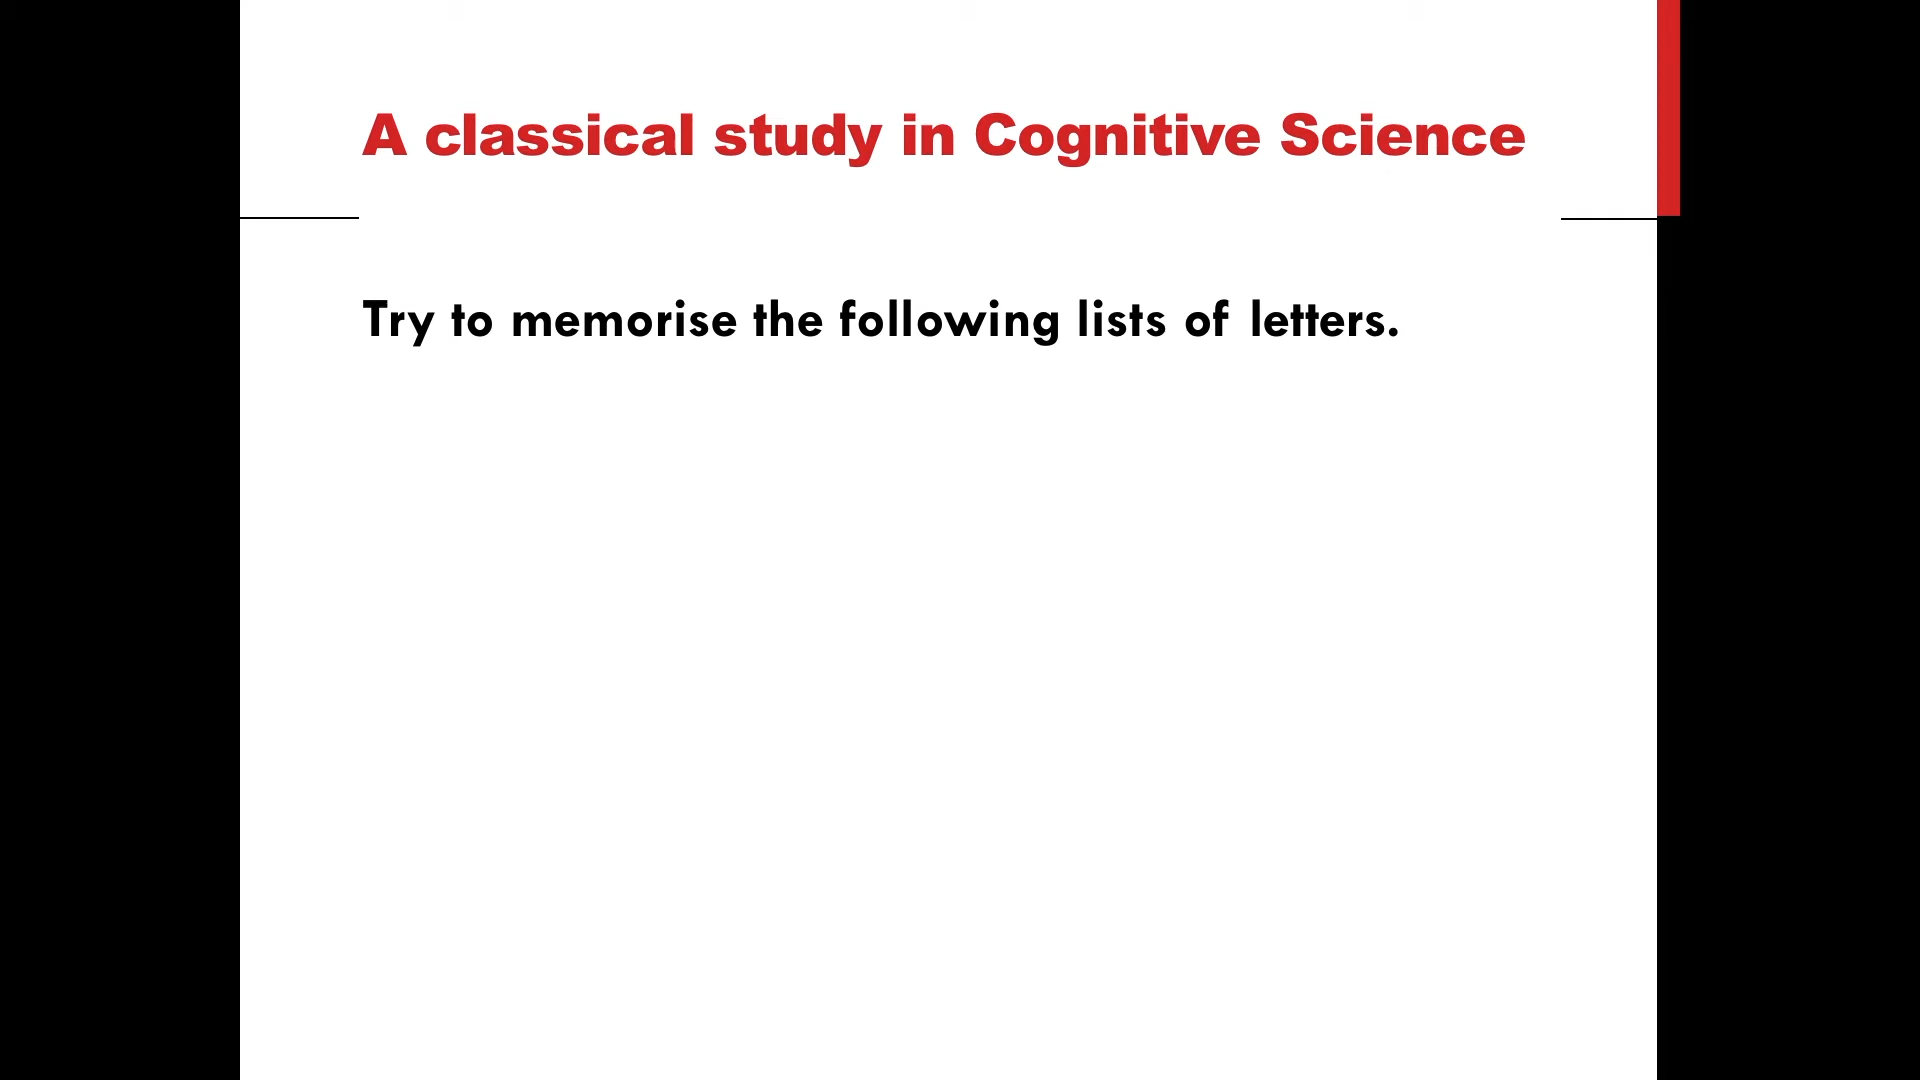 A classical study in Cognitive Science
Try to memorise the following lists of letters.